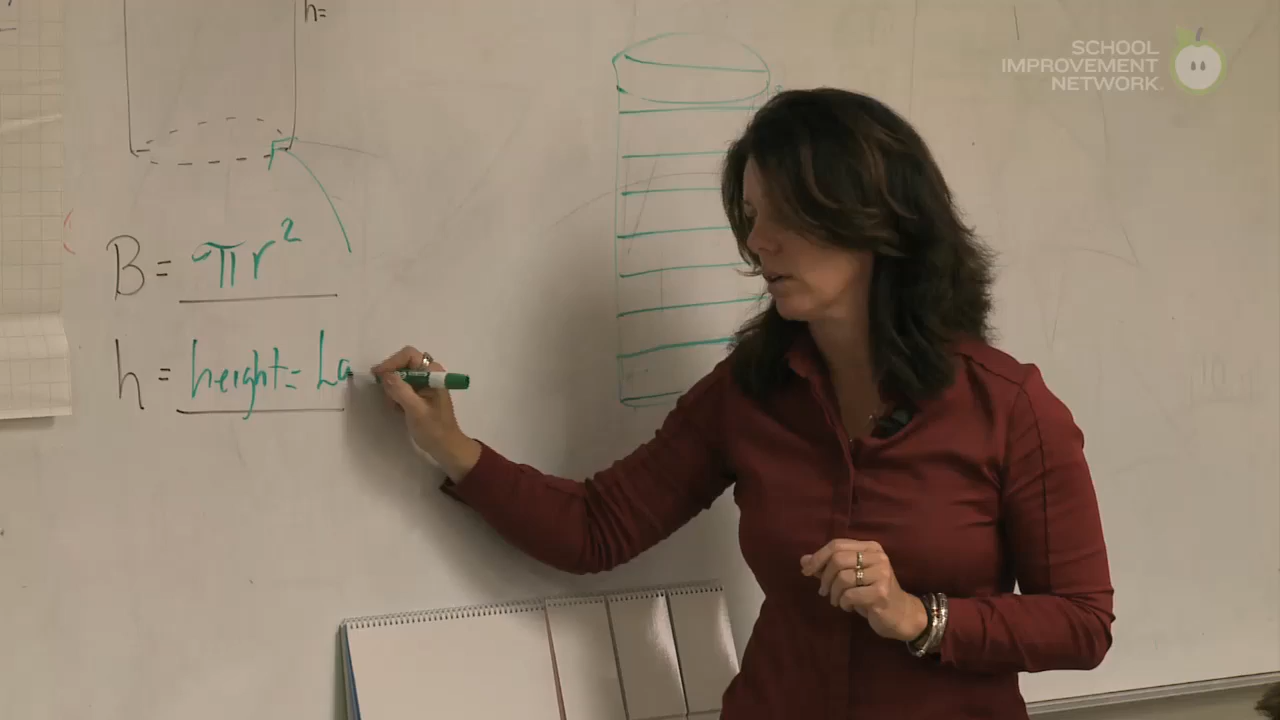 h=
SCHOOL
IMPROVEMENT
NETWORK
B = πr²
h = height = La